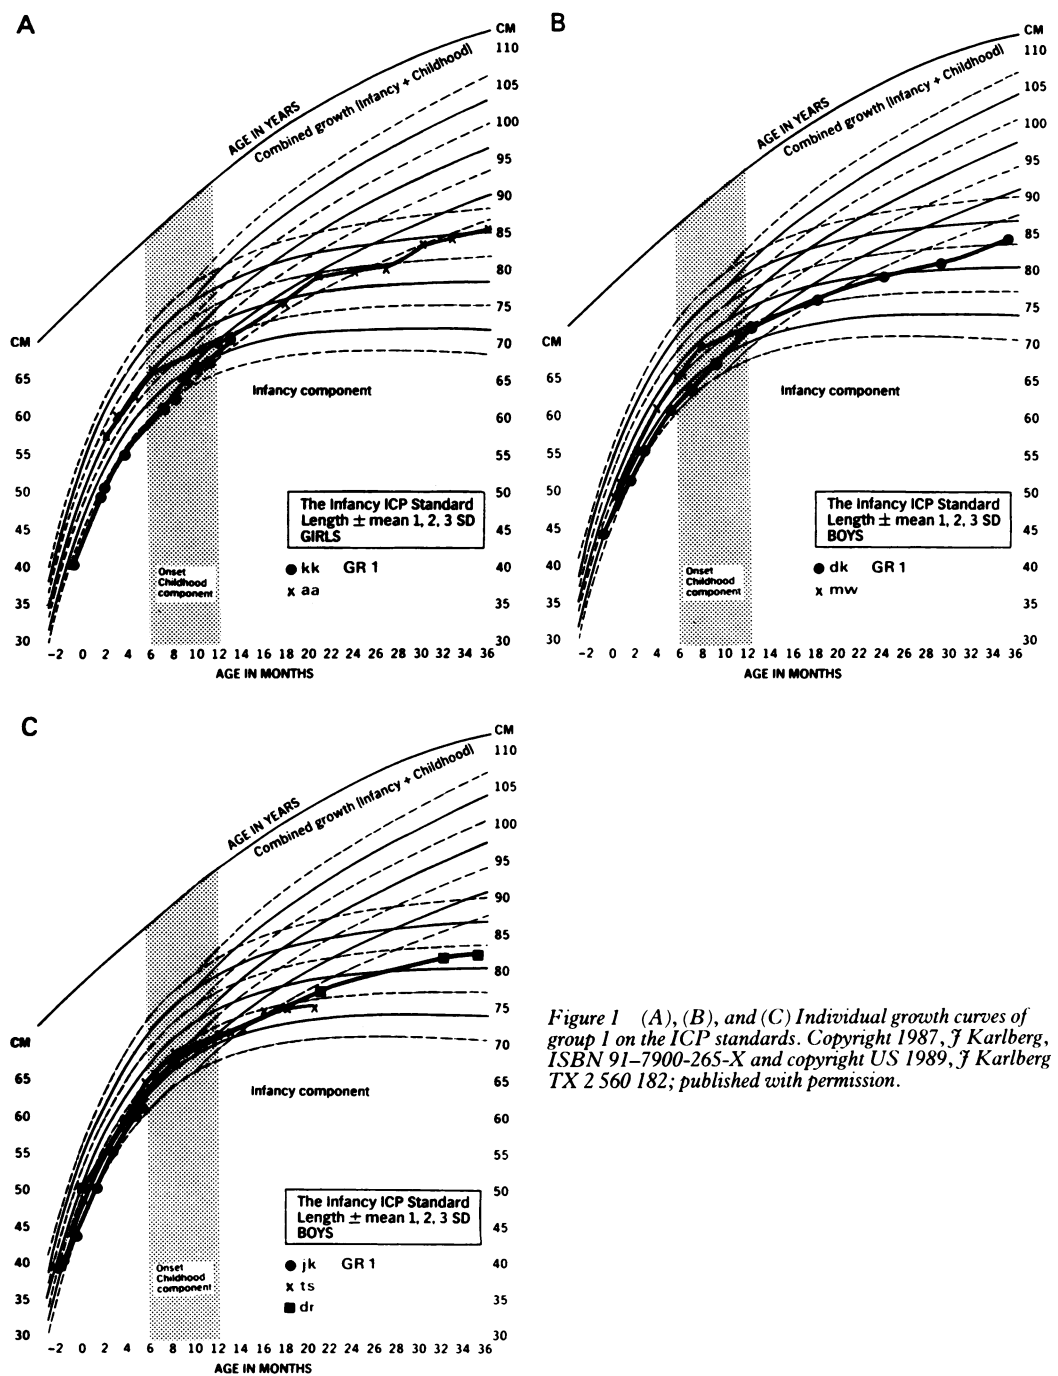 A
CM
110
105
100
95
90
85
80
75
70
65
60
55
50
45
40
35
30
AGE IN YEARS
Combined growth (Infancy + Childhood)
CM
65
60
55
50
45
40
35
30
Infancy component
The Infancy ICP Standard
Length ± mean 1, 2, 3 SD
GIRLS
● kk GR 1
x aa
Onset
Childhood
component
-2 0 2 4 6 8 10 12 14 16 18 20 22 24 26 28 30 32 34 36
AGE IN MONTHS
B
CM
110
105
100
95
90
85
80
75
70
65
60
55
50
45
40
35
30
AGE IN YEARS
Combined growth (Infancy + Childhood)
CM
65
60
55
50
45
40
35
30
Infancy component
The Infancy ICP Standard
Length ± mean 1, 2, 3 SD
BOYS
● dk GR 1
x mw
Onset
Childhood
component
-2 0 2 4 6 8 10 12 14 16 18 20 22 24 26 28 30 32 34 36
AGE IN MONTHS
C
CM
110
105
100
95
90
85
80
75
70
65
60
55
50
45
40
35
30
AGE IN YEARS
Combined growth (Infancy + Childhood)
CM
65
60
55
50
45
40
35
30
Infancy component
The Infancy ICP Standard
Length ± mean 1, 2, 3 SD
BOYS
● jk GR 1
x ts
■ dr
Onset
Childhood
component
-2 0 2 4 6 8 10 12 14 16 18 20 22 24 26 28 30 32 34 36
AGE IN MONTHS
Figure 1 (A), (B), and (C) Individual growth curves of
group 1 on the ICP standards. Copyright 1987, J Karlberg,
ISBN 91–7900-265-X and copyright US 1989, J Karlberg
TX 2 560 182; published with permission.